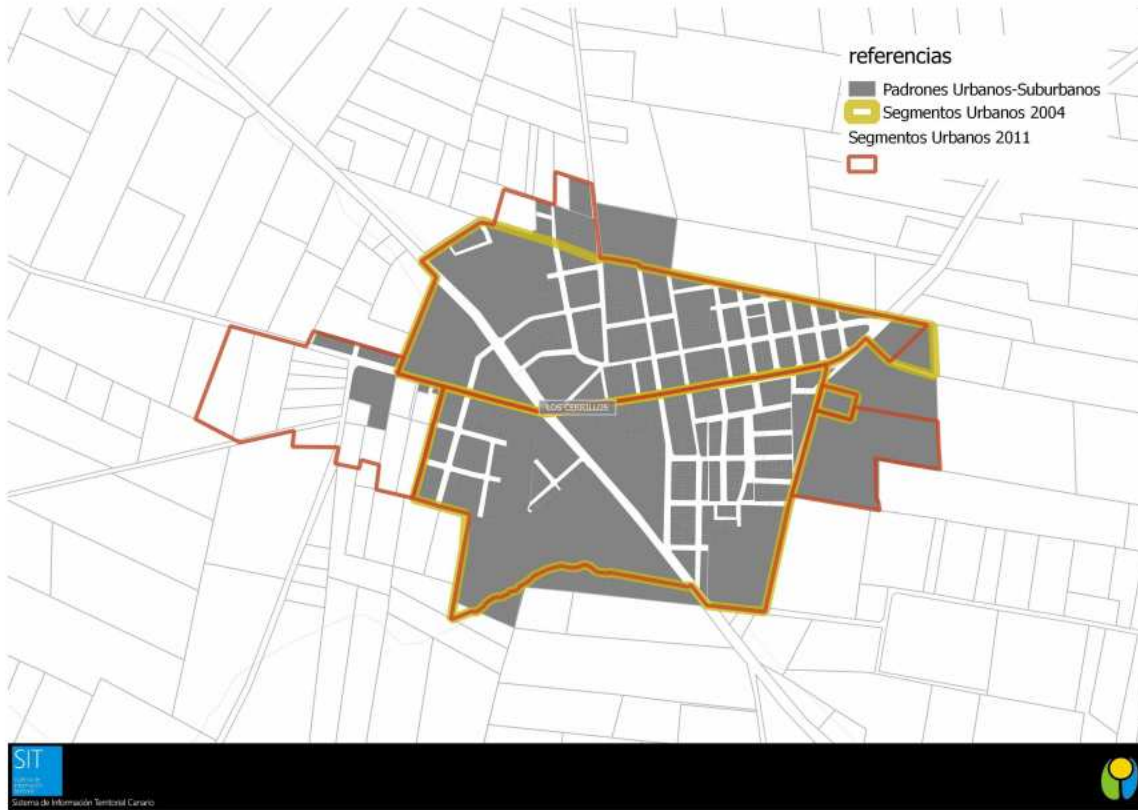 referencias
Padrones Urbanos-Suburbanos
Segmentos Urbanos 2004
Segmentos Urbanos 2011
LOS CERRILLOS
SIT
Sistema de Información Territorial Canario